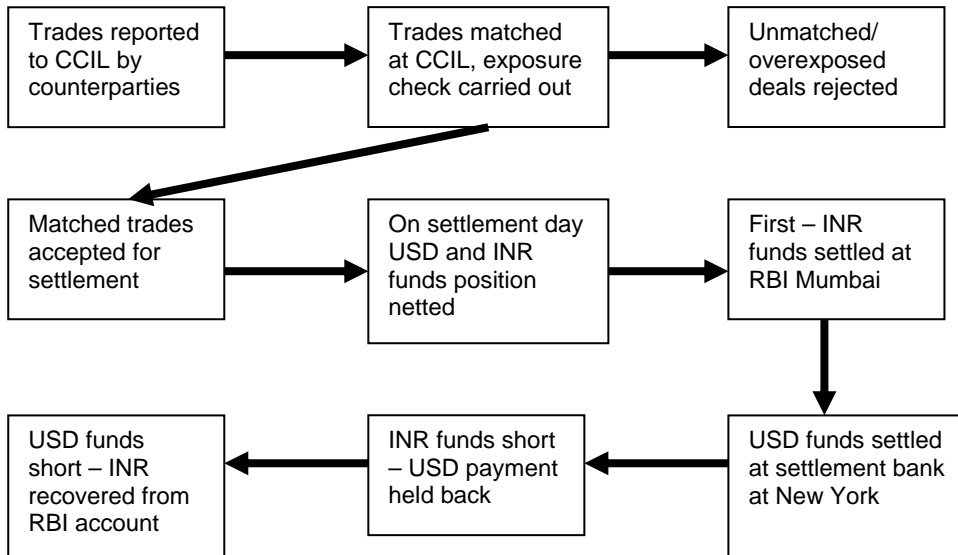 Trades reported
to CCIL by
counterparties
Trades matched
at CCIL, exposure
check carried out
Unmatched/
overexposed
deals rejected
Matched trades
accepted for
settlement
On settlement day
USD and INR
funds position
netted
First – INR
funds settled at
RBI Mumbai
USD funds
short – INR
recovered from
RBI account
INR funds short
– USD payment
held back
USD funds settled
at settlement bank
at New York